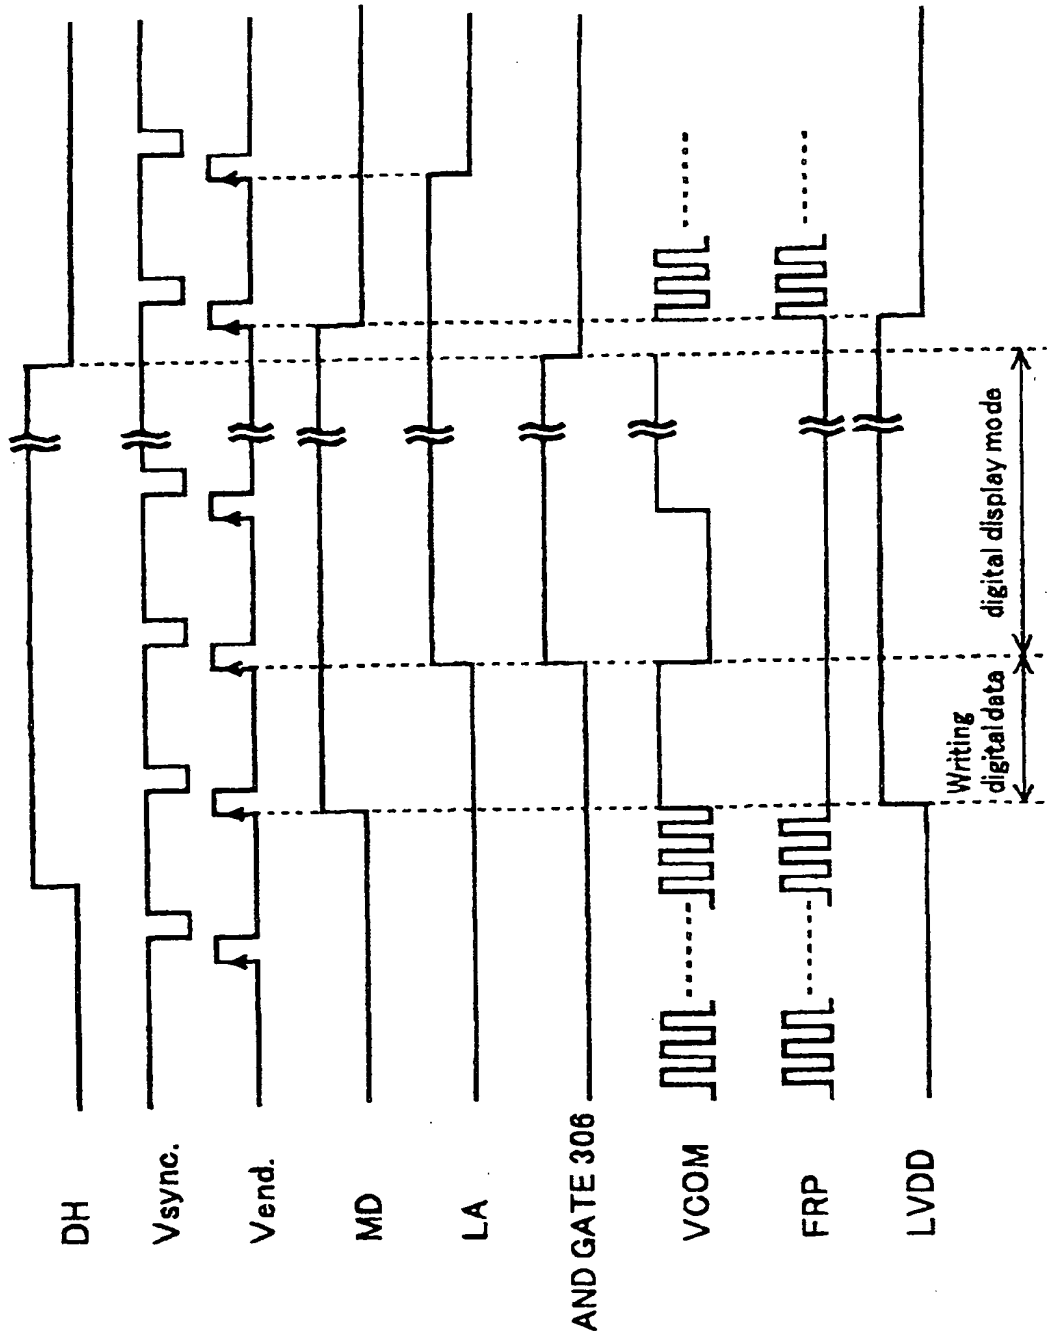 DH
Vsync.
Vend.
MD
LA
AND GATE 306
VCOM
FRP
LVDD
Writing
digital data
digital display mode